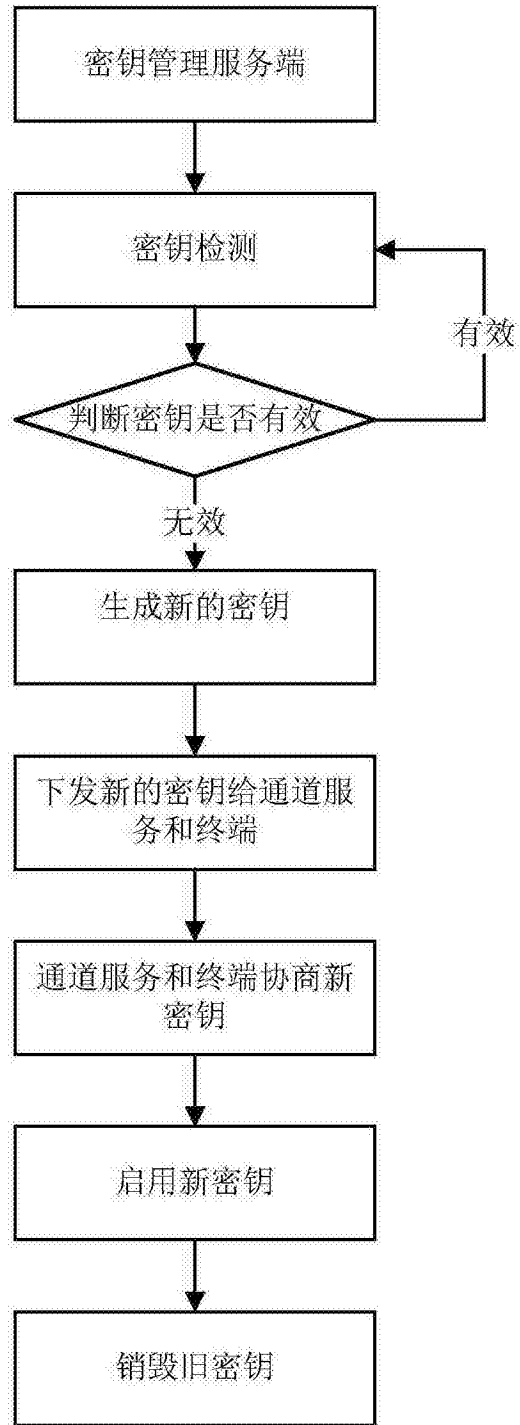 密钥管理服务端
密钥检测
有效
判断密钥是否有效
无效
生成新的密钥
下发新的密钥给通道服
务和终端
通道服务和终端协商新
密钥
启用新密钥
销毁旧密钥